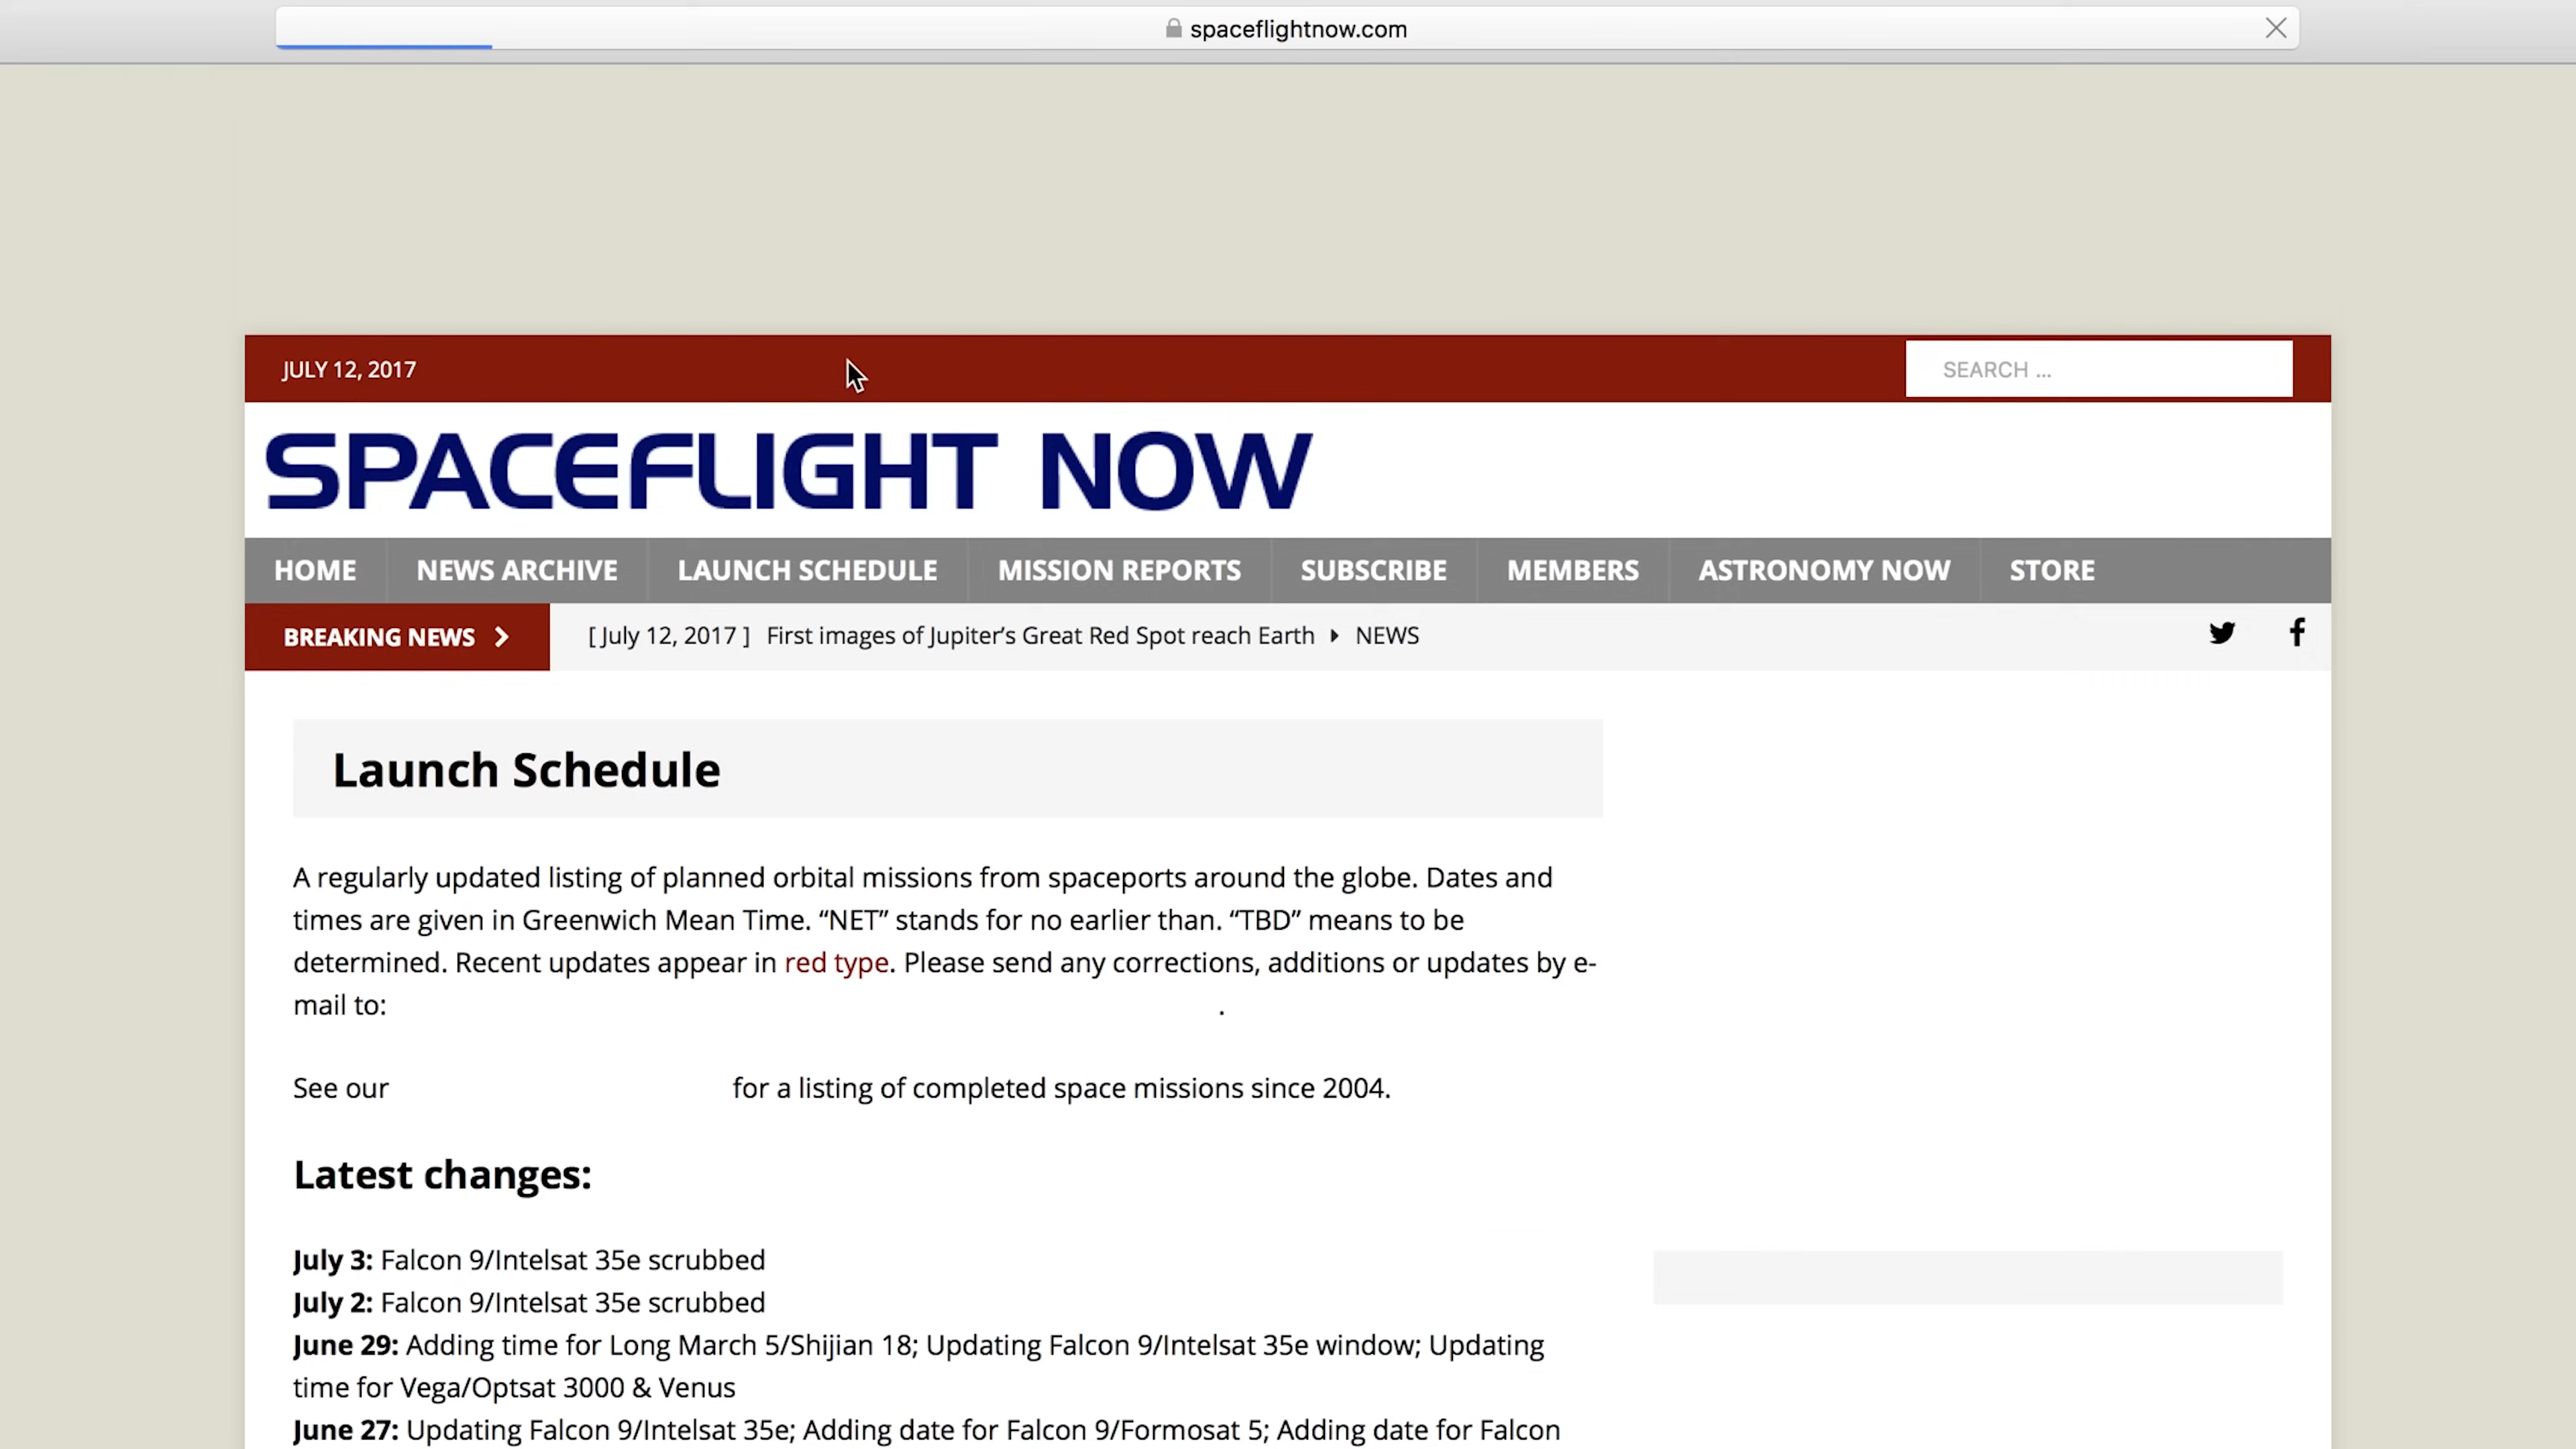 spaceflightnow.com
JULY 12, 2017
SEARCH ...
SPACEFLIGHT NOW
HOME NEWS ARCHIVE LAUNCH SCHEDULE MISSION REPORTS SUBSCRIBE MEMBERS ASTRONOMY NOW STORE
BREAKING NEWS [ July 12, 2017 ] First images of Jupiter’s Great Red Spot reach Earth NEWS
Launch Schedule
A regularly updated listing of planned orbital missions from spaceports around the globe. Dates and
times are given in Greenwich Mean Time. “NET” stands for no earlier than. “TBD” means to be
determined. Recent updates appear in red type. Please send any corrections, additions or updates by e-
mail to: .
See our for a listing of completed space missions since 2004.
Latest changes:
July 3: Falcon 9/Intelsat 35e scrubbed
July 2: Falcon 9/Intelsat 35e scrubbed
June 29: Adding time for Long March 5/Shijian 18; Updating Falcon 9/Intelsat 35e window; Updating
time for Vega/Optsat 3000 & Venus
June 27: Updating Falcon 9/Intelsat 35e; Adding date for Falcon 9/Formosat 5; Adding date for Falcon